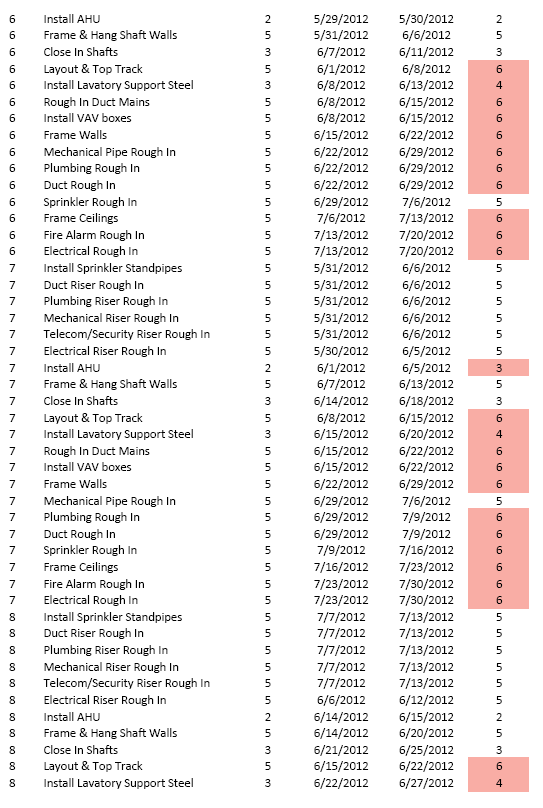 6 Install AHU 2 5/29/2012 5/30/2012 2
6 Frame & Hang Shaft Walls 5 5/31/2012 6/6/2012 5
6 Close In Shafts 3 6/7/2012 6/11/2012 3
6 Layout & Top Track 5 6/1/2012 6/8/2012 6
6 Install Lavatory Support Steel 3 6/8/2012 6/13/2012 4
6 Rough In Duct Mains 5 6/8/2012 6/15/2012 6
6 Install VAV boxes 5 6/8/2012 6/15/2012 6
6 Frame Walls 5 6/15/2012 6/22/2012 6
6 Mechanical Pipe Rough In 5 6/22/2012 6/29/2012 6
6 Plumbing Rough In 5 6/22/2012 6/29/2012 6
6 Duct Rough In 5 6/22/2012 6/29/2012 6
6 Sprinkler Rough In 5 6/29/2012 7/6/2012 5
6 Frame Ceilings 5 7/6/2012 7/13/2012 6
6 Fire Alarm Rough In 5 7/13/2012 7/20/2012 6
6 Electrical Rough In 5 7/13/2012 7/20/2012 6
7 Install Sprinkler Standpipes 5 5/31/2012 6/6/2012 5
7 Duct Riser Rough In 5 5/31/2012 6/6/2012 5
7 Plumbing Riser Rough In 5 5/31/2012 6/6/2012 5
7 Mechanical Riser Rough In 5 5/31/2012 6/6/2012 5
7 Telecom/Security Riser Rough In 5 5/31/2012 6/6/2012 5
7 Electrical Riser Rough In 5 5/30/2012 6/5/2012 5
7 Install AHU 2 6/1/2012 6/5/2012 3
7 Frame & Hang Shaft Walls 5 6/7/2012 6/13/2012 5
7 Close In Shafts 3 6/14/2012 6/18/2012 3
7 Layout & Top Track 5 6/8/2012 6/15/2012 6
7 Install Lavatory Support Steel 3 6/15/2012 6/20/2012 4
7 Rough In Duct Mains 5 6/15/2012 6/22/2012 6
7 Install VAV boxes 5 6/15/2012 6/22/2012 6
7 Frame Walls 5 6/22/2012 6/29/2012 6
7 Mechanical Pipe Rough In 5 6/29/2012 7/6/2012 5
7 Plumbing Rough In 5 6/29/2012 7/9/2012 6
7 Duct Rough In 5 6/29/2012 7/9/2012 6
7 Sprinkler Rough In 5 7/9/2012 7/16/2012 6
7 Frame Ceilings 5 7/16/2012 7/23/2012 6
7 Fire Alarm Rough In 5 7/23/2012 7/30/2012 6
7 Electrical Rough In 5 7/23/2012 7/30/2012 6
8 Install Sprinkler Standpipes 5 7/7/2012 7/13/2012 5
8 Duct Riser Rough In 5 7/7/2012 7/13/2012 5
8 Plumbing Riser Rough In 5 7/7/2012 7/13/2012 5
8 Mechanical Riser Rough In 5 7/7/2012 7/13/2012 5
8 Telecom/Security Riser Rough In 5 7/7/2012 7/13/2012 5
8 Electrical Riser Rough In 5 6/6/2012 6/12/2012 5
8 Install AHU 2 6/14/2012 6/15/2012 2
8 Frame & Hang Shaft Walls 5 6/14/2012 6/20/2012 5
8 Close In Shafts 3 6/21/2012 6/25/2012 3
8 Layout & Top Track 5 6/15/2012 6/22/2012 6
8 Install Lavatory Support Steel 3 6/22/2012 6/27/2012 4